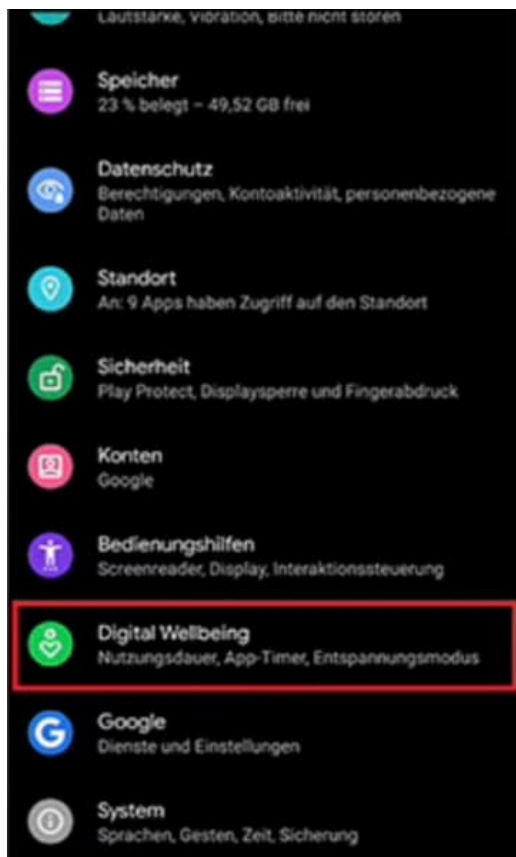 Lautstärke, Vibration, Bitte nicht stören
Speicher
23 % belegt – 49,52 GB frei
Datenschutz
Berechtigungen, Kontoaktivität, personenbezogene
Daten
Standort
An: 9 Apps haben Zugriff auf den Standort
Sicherheit
Play Protect, Displaysperre und Fingerabdruck
Konten
Google
Bedienungshilfen
Screenreader, Display, Interaktionssteuerung
Digital Wellbeing
Nutzungsdauer, App-Timer, Entspannungsmodus
Google
Dienste und Einstellungen
System
Sprachen, Gesten, Zeit, Sicherung